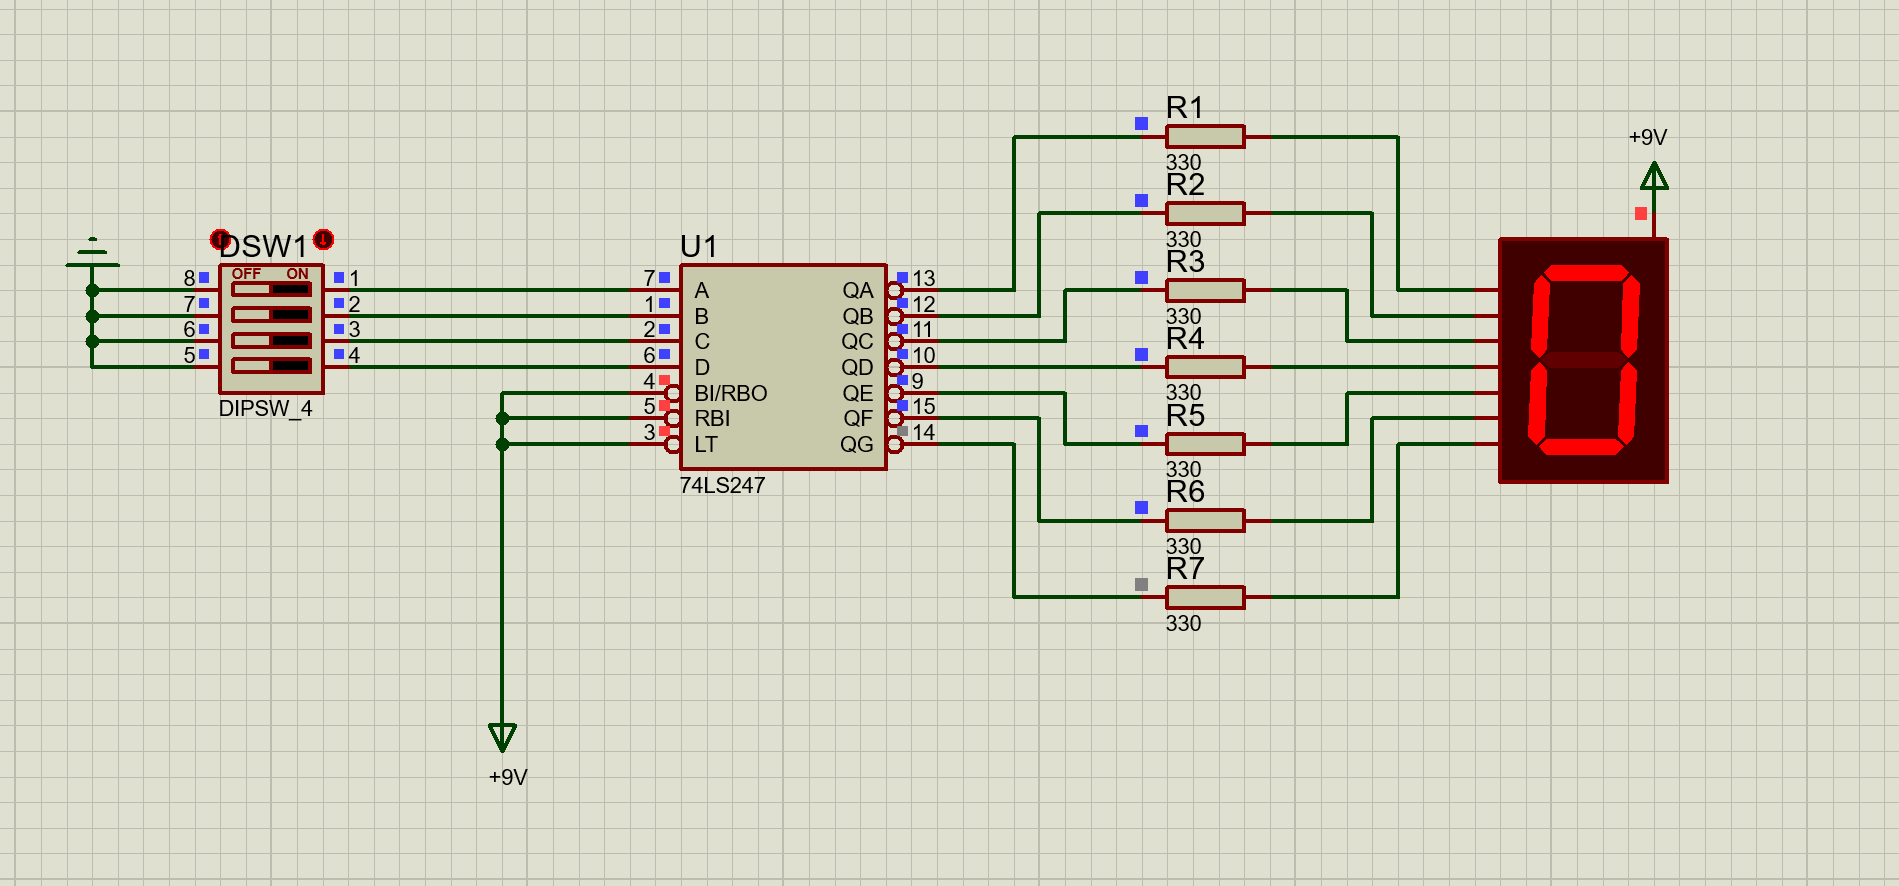 R1
330
R2
330
R3
330
R4
330
R5
330
R6
330
R7
330
+9V
DSW1
OFF ON
8 1
7 2
6 3
5 4
DIPSW_4
U1
7 A QA 13
1 B QB 12
2 C QC 11
6 D QD 10
4 BI/RBO QE 9
5 RBI QF 15
3 LT QG 14
74LS247
+9V